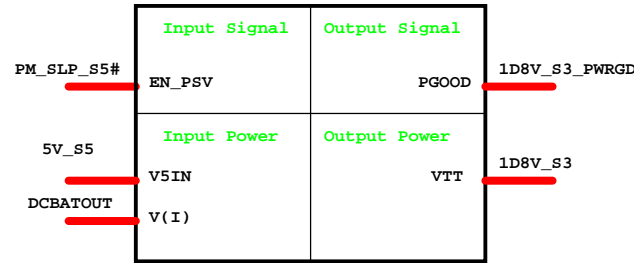 Input Signal Output Signal
PM_SLP_S5# EN_PSV PGOOD 1D8V_S3_PWRGD
Input Power Output Power
5V_S5 V5IN VTT 1D8V_S3
DCBATOUT V(I)